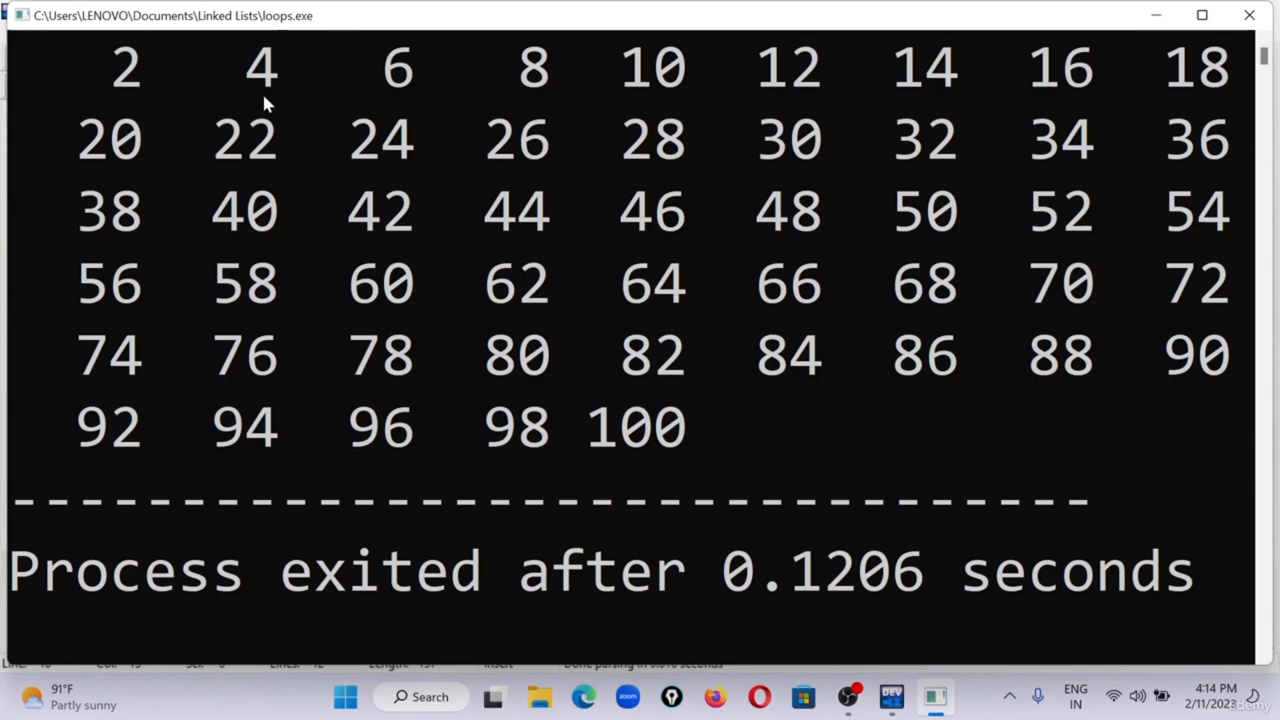 C:\Users\LENOVO\Documents\Linked Lists\loops.exe
2 4 6 8 10 12 14 16 18
20 22 24 26 28 30 32 34 36
38 40 42 44 46 48 50 52 54
56 58 60 62 64 66 68 70 72
74 76 78 80 82 84 86 88 90
92 94 96 98 100
--------------------------------
Process exited after 0.1206 seconds
91°F
Partly sunny
Search
zoom
DEV
ENG
IN
4:14 PM
2/11/2023